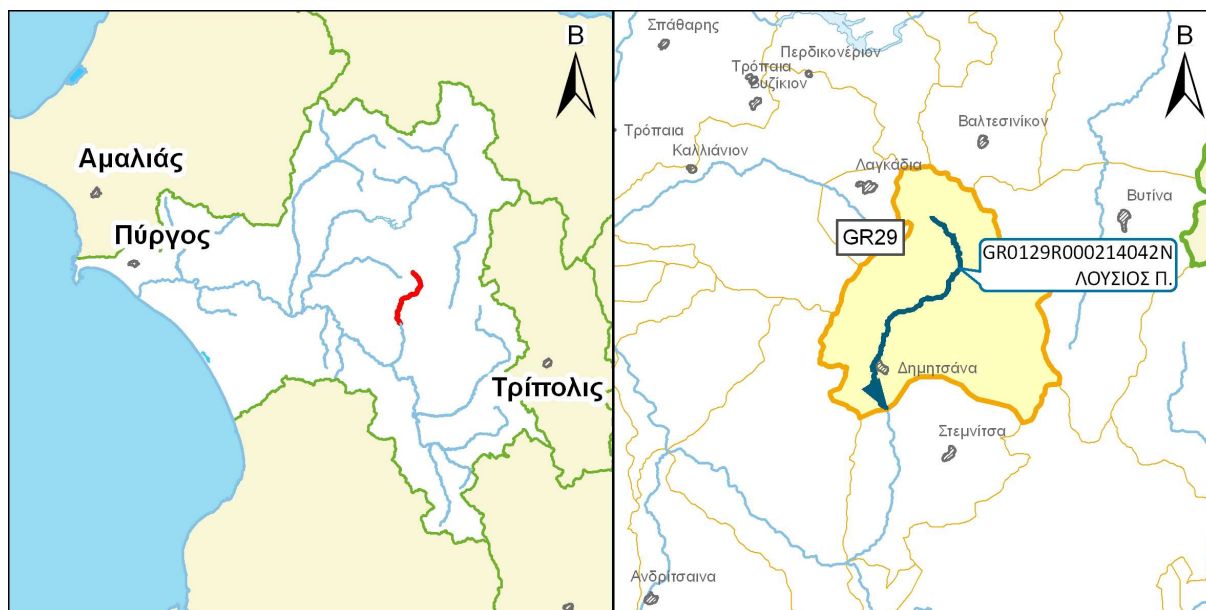 Β
Αμαλιάς
Πύργος
Τρίπολις
Β
Σπάθαρης
Περδικονέριον
Τρόπαια
Βυζίκιον
Τρόπαια
Καλλιάνιον
Βαλτεσινίκον
Λαγκάδια
Βυτίνα
GR29
GR0129R000214042N
ΛΟΥΣΙΟΣ Π.
Δημητσάνα
Στεμνίτσα
Ανδρίτσαινα